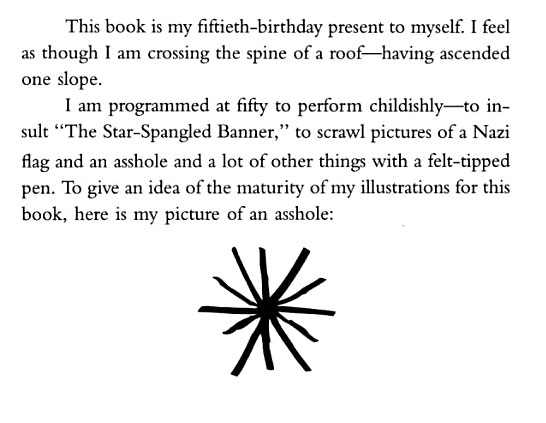 This book is my fiftieth-birthday present to myself. I feel
as though I am crossing the spine of a roof—having ascended
one slope.
I am programmed at fifty to perform childishly—to in-
sult “The Star-Spangled Banner,” to scrawl pictures of a Nazi
flag and an asshole and a lot of other things with a felt-tipped
pen. To give an idea of the maturity of my illustrations for this
book, here is my picture of an asshole: